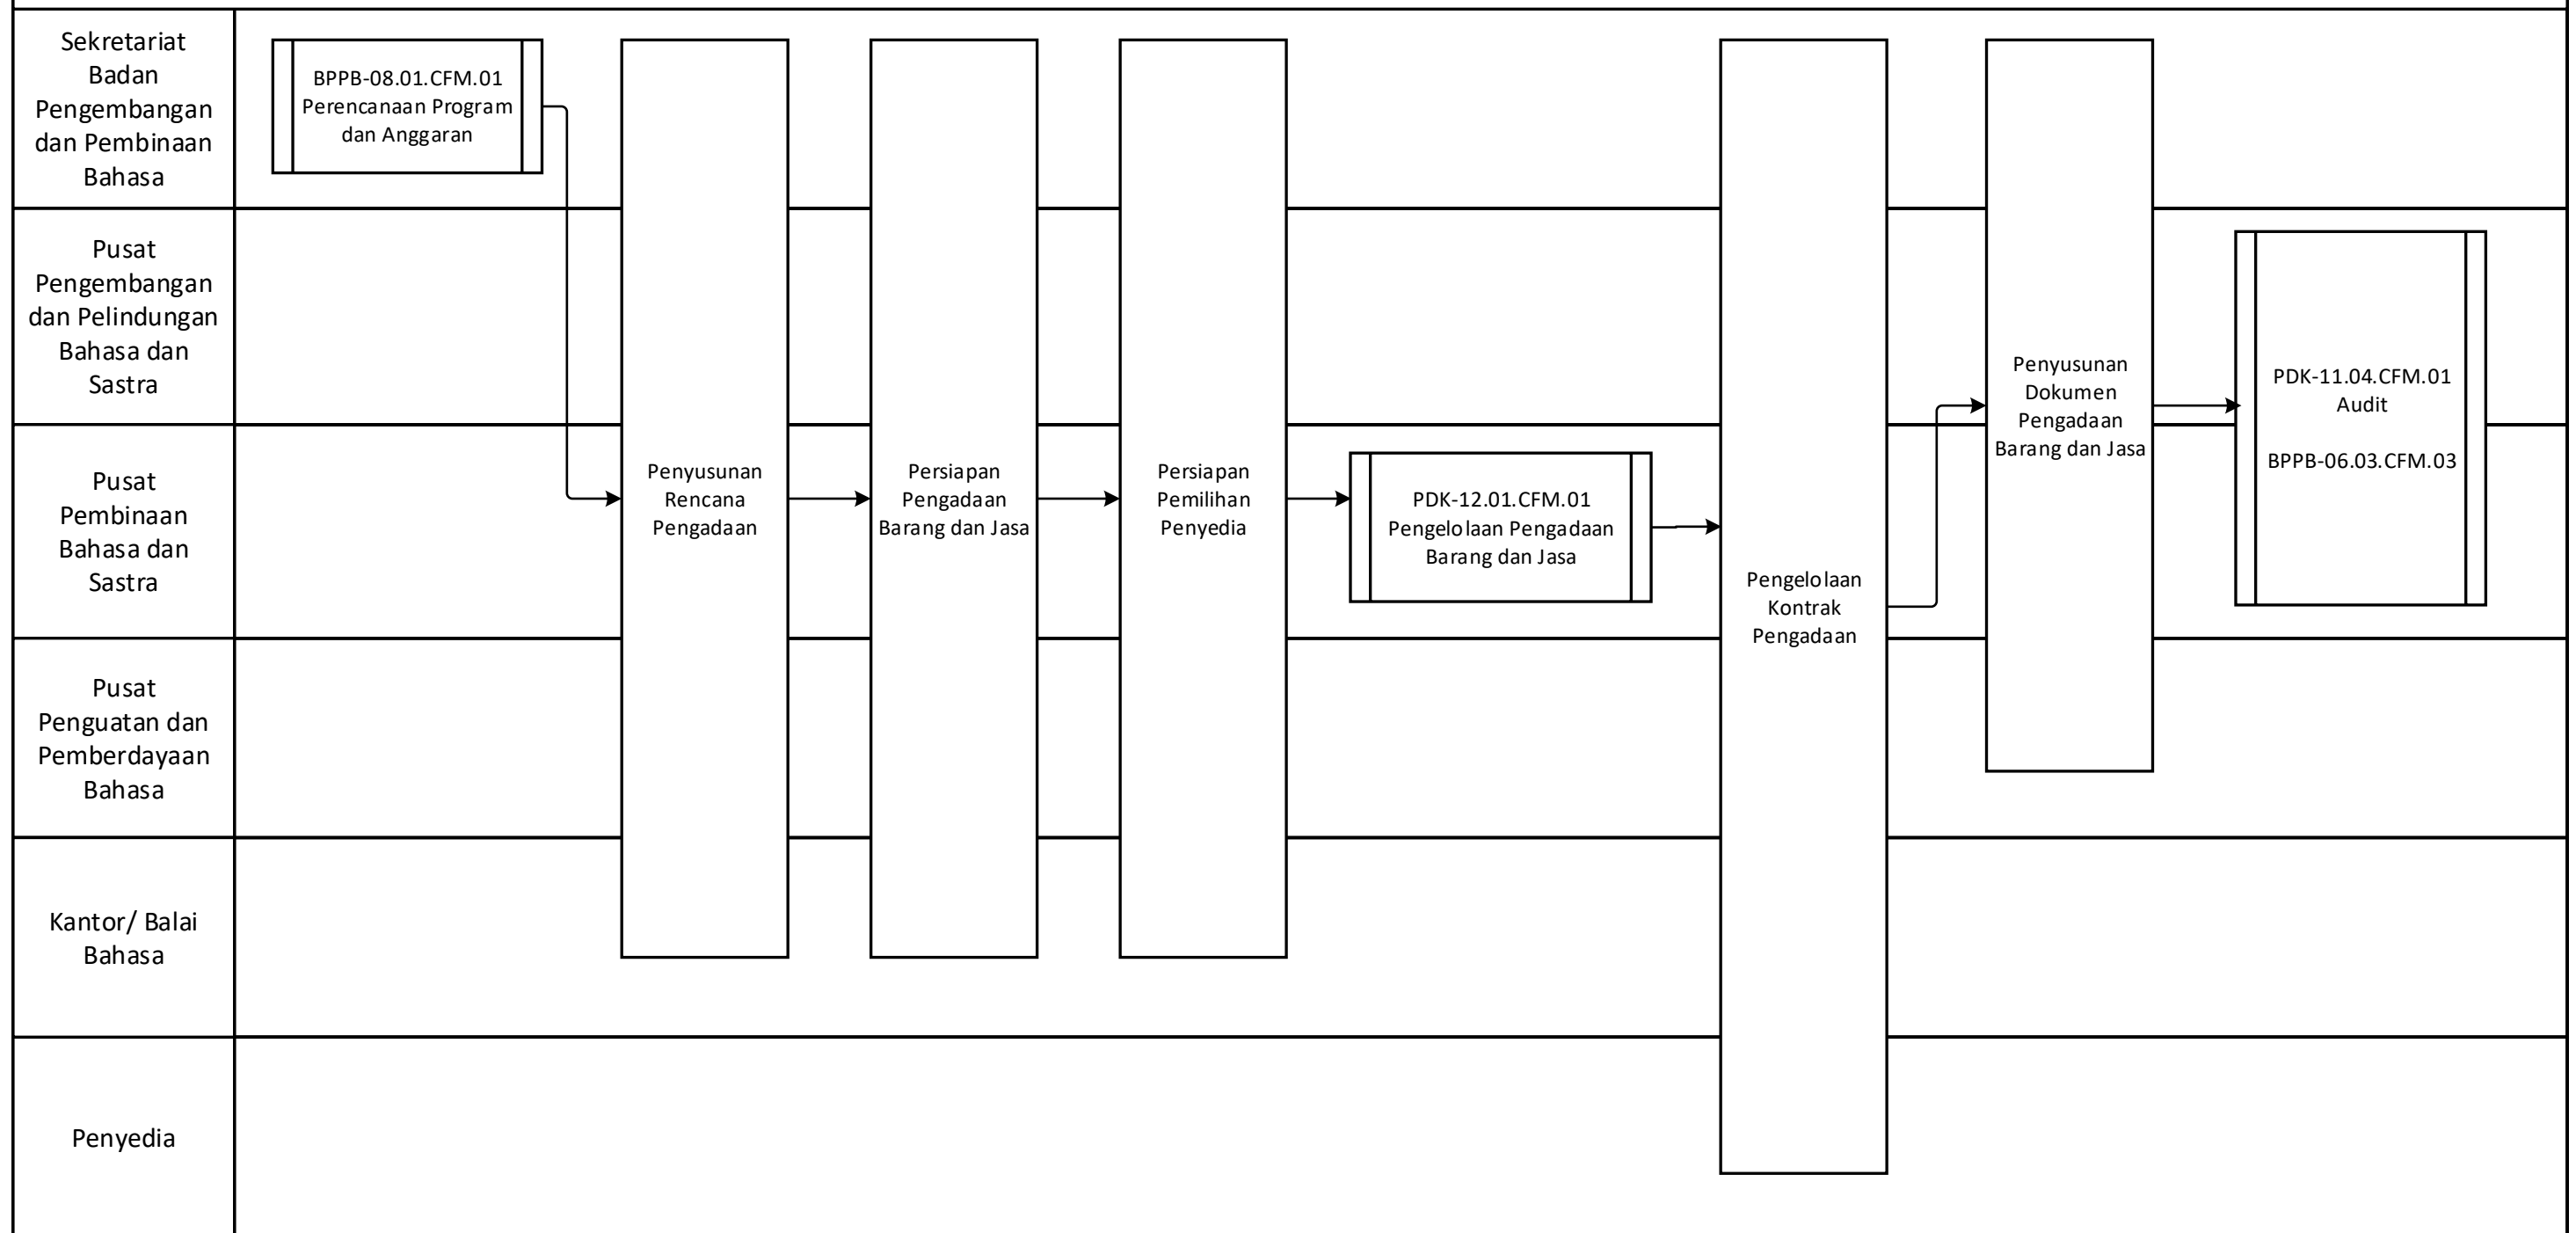 Sekretariat
Badan
Pengembangan
dan Pembinaan
Bahasa
BPPB-08.01.CFM.01
Perencanaan Program
dan Anggaran
Pusat
Pengembangan
dan Pelindungan
Bahasa dan
Sastra
Pusat
Pembinaan
Bahasa dan
Sastra
Penyusunan
Rencana
Pengadaan
Persiapan
Pengadaan
Barang dan Jasa
Persiapan
Pemilihan
Penyedia
PDK-12.01.CFM.01
Pengelolaan Pengadaan
Barang dan Jasa
Pengelolaan
Kontrak
Pengadaan
Penyusunan
Dokumen
Pengadaan
Barang dan Jasa
PDK-11.04.CFM.01
Audit
BPPB-06.03.CFM.03
Pusat
Penguatan dan
Pemberdayaan
Bahasa
Kantor/ Balai
Bahasa
Penyedia